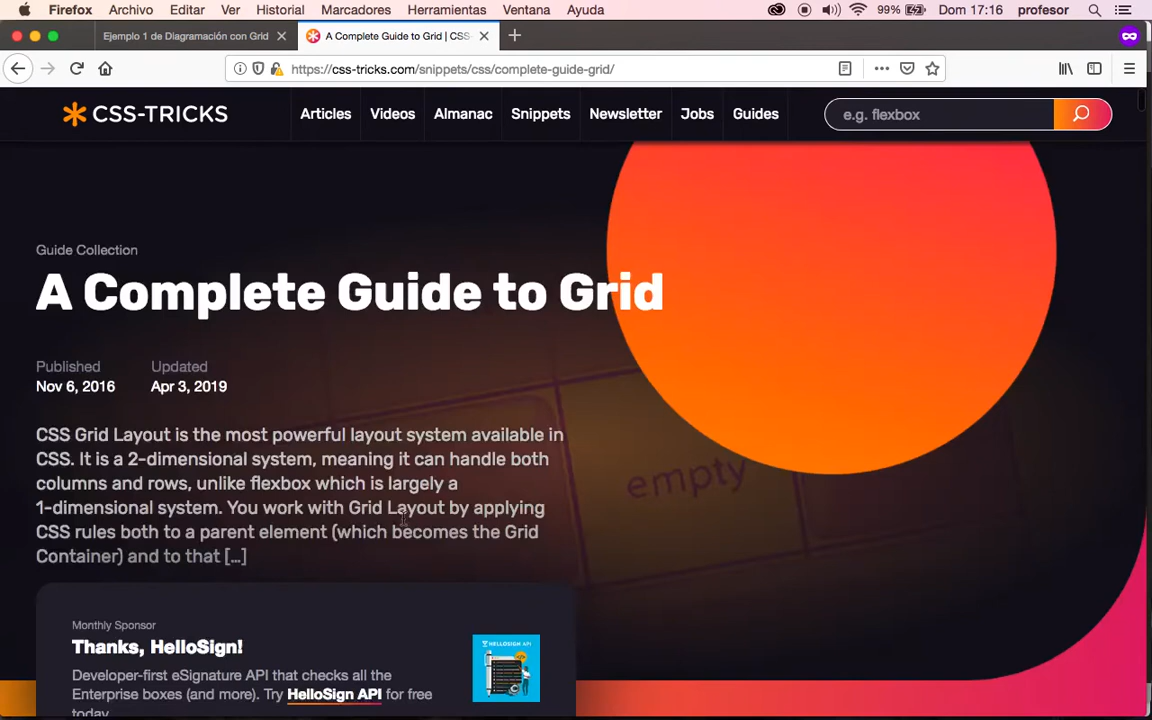 Firefox Archivo Editar Ver Historial Marcadores Herramientas Ventana Ayuda 99% Dom 17:16 profesor
Ejemplo 1 de Diagramación con Grid
A Complete Guide to Grid | CSS-
https://css-tricks.com/snippets/css/complete-guide-grid/
CSS-TRICKS
Articles Videos Almanac Snippets Newsletter Jobs Guides
e.g. flexbox
Guide Collection
A Complete Guide to Grid
Published Updated
Nov 6, 2016 Apr 3, 2019
CSS Grid Layout is the most powerful layout system available in
CSS. It is a 2-dimensional system, meaning it can handle both
columns and rows, unlike flexbox which is largely a
1-dimensional system. You work with Grid Layout by applying
CSS rules both to a parent element (which becomes the Grid
Container) and to that [...]
empty
Monthly Sponsor
Thanks, HelloSign!
HELLOSIGN API
Developer-first eSignature API that checks all the
Enterprise boxes (and more). Try HelloSign API for free
today.